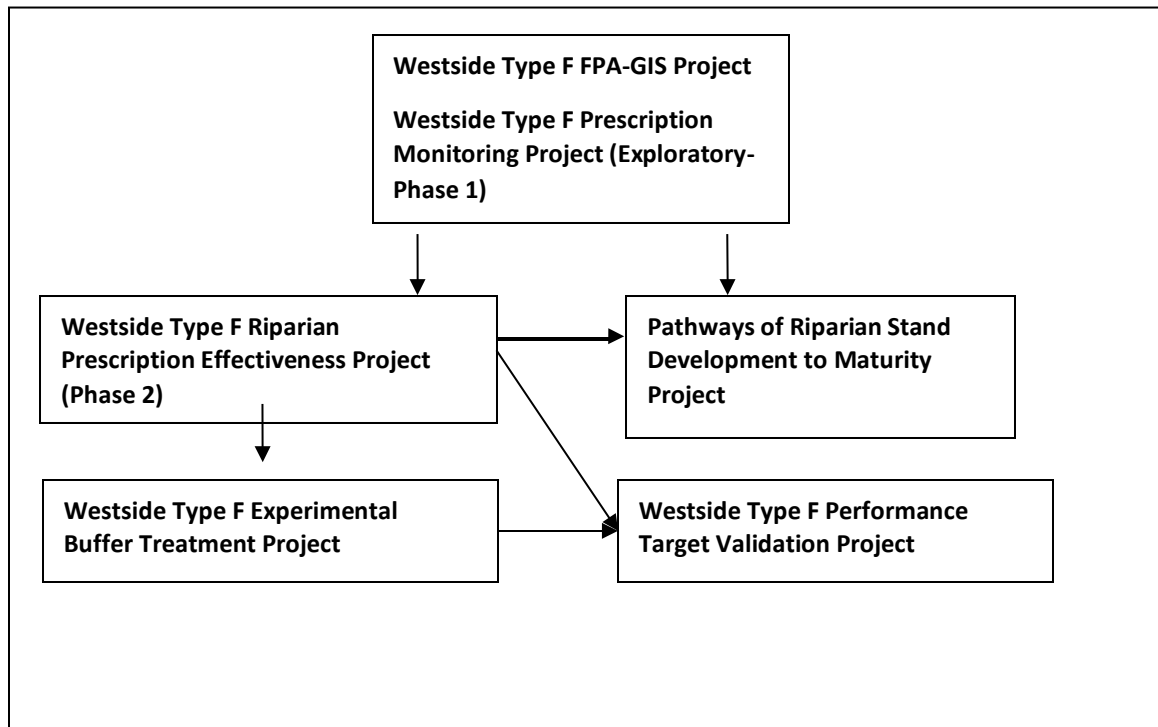 Westside Type F FPA-GIS Project
Westside Type F Prescription
Monitoring Project (Exploratory-
Phase 1)
Westside Type F Riparian
Prescription Effectiveness Project
(Phase 2)
Pathways of Riparian Stand
Development to Maturity
Project
Westside Type F Experimental
Buffer Treatment Project
Westside Type F Performance
Target Validation Project